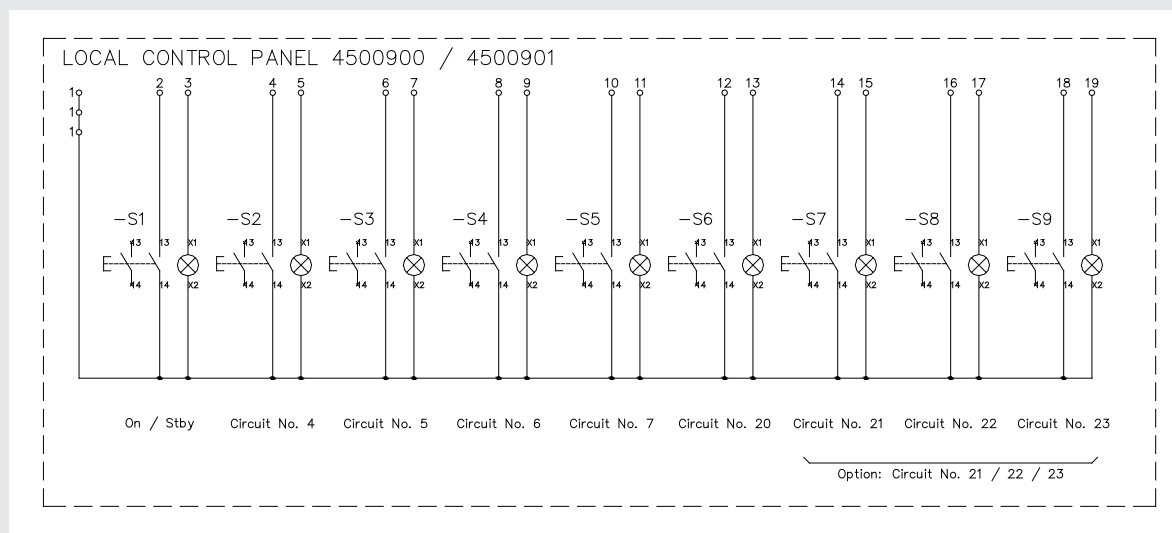 LOCAL CONTROL PANEL 4500900 / 4500901
1 2 3 4 5 6 7 8 9 10 11 12 13 14 15 16 17 18 19
1
1
-S1 -S2 -S3 -S4 -S5 -S6 -S7 -S8 -S9
13 13 X1 13 13 X1 13 13 X1 13 13 X1 13 13 X1 13 13 X1 13 13 X1 13 13 X1 13 13 X1
14 14 X2 14 14 X2 14 14 X2 14 14 X2 14 14 X2 14 14 X2 14 14 X2 14 14 X2 14 14 X2
On / Stby Circuit No. 4 Circuit No. 5 Circuit No. 6 Circuit No. 7 Circuit No. 20 Circuit No. 21 Circuit No. 22 Circuit No. 23
Option: Circuit No. 21 / 22 / 23